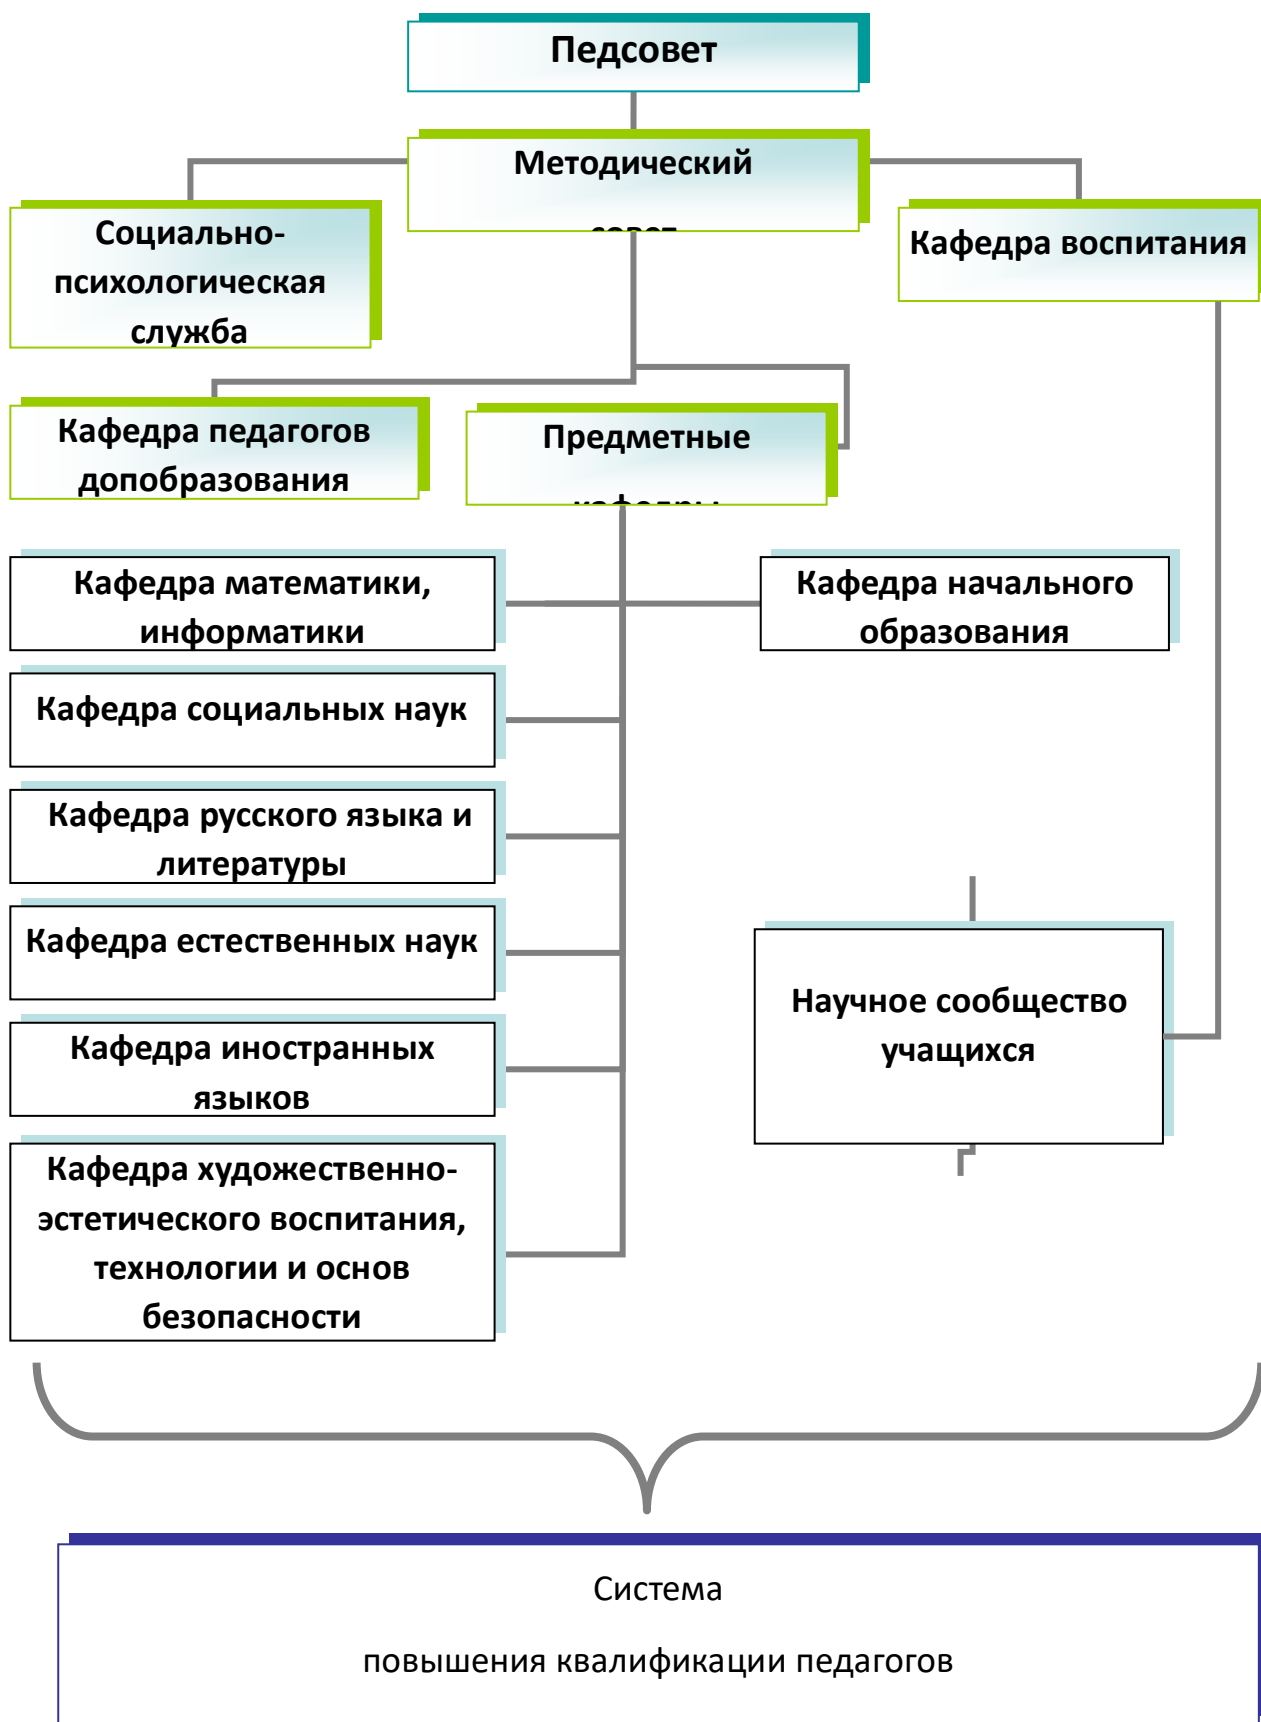 Педсовет
Методический
совет
Социально-
психологическая
служба
Кафедра воспитания
Кафедра педагогов
допобразования
Предметные
кафедры
Кафедра математики,
информатики
Кафедра начального
образования
Кафедра социальных наук
Кафедра русского языка и
литературы
Кафедра естественных наук
Научное сообщество
учащихся
Кафедра иностранных
языков
Кафедра художественно-
эстетического воспитания,
технологии и основ
безопасности
Система
повышения квалификации педагогов